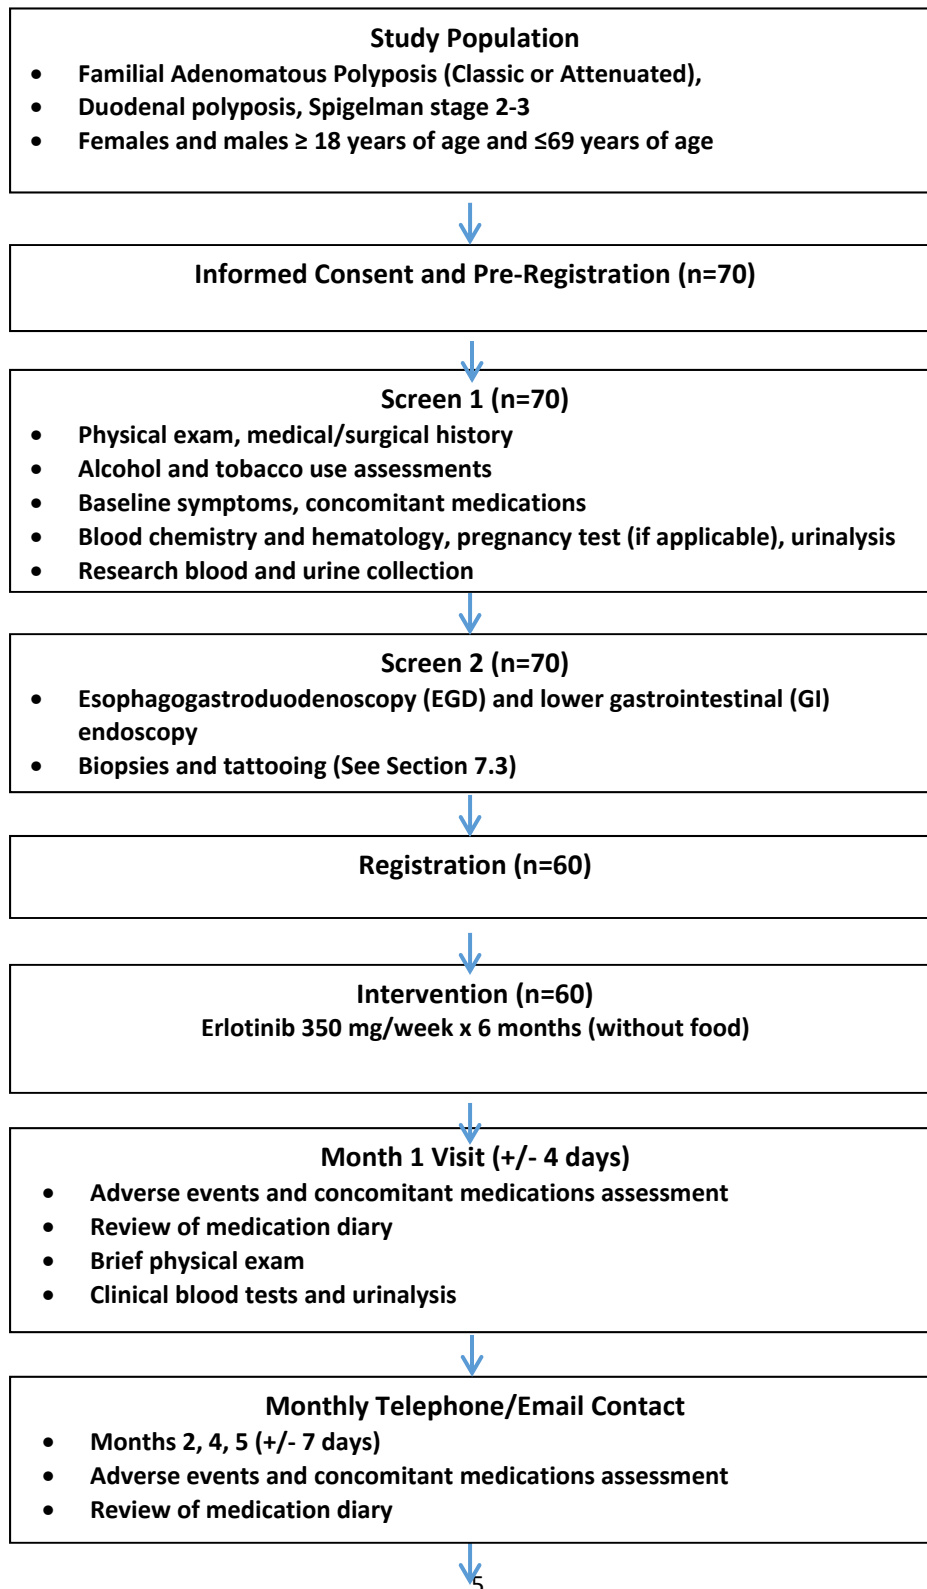 Study Population
• Familial Adenomatous Polyposis (Classic or Attenuated),
• Duodenal polyposis, Spigelman stage 2-3
• Females and males ≥ 18 years of age and ≤69 years of age
Informed Consent and Pre-Registration (n=70)
Screen 1 (n=70)
• Physical exam, medical/surgical history
• Alcohol and tobacco use assessments
• Baseline symptoms, concomitant medications
• Blood chemistry and hematology, pregnancy test (if applicable), urinalysis
• Research blood and urine collection
Screen 2 (n=70)
• Esophagogastroduodenoscopy (EGD) and lower gastrointestinal (GI)
endoscopy
• Biopsies and tattooing (See Section 7.3)
Registration (n=60)
Intervention (n=60)
Erlotinib 350 mg/week x 6 months (without food)
Month 1 Visit (+/- 4 days)
• Adverse events and concomitant medications assessment
• Review of medication diary
• Brief physical exam
• Clinical blood tests and urinalysis
Monthly Telephone/Email Contact
• Months 2, 4, 5 (+/- 7 days)
• Adverse events and concomitant medications assessment
• Review of medication diary
5